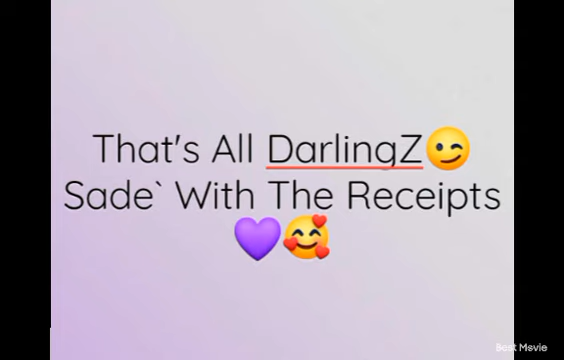 That's All DarlingZ😉
Sade` With The Receipts
💜🥰
Best Movie